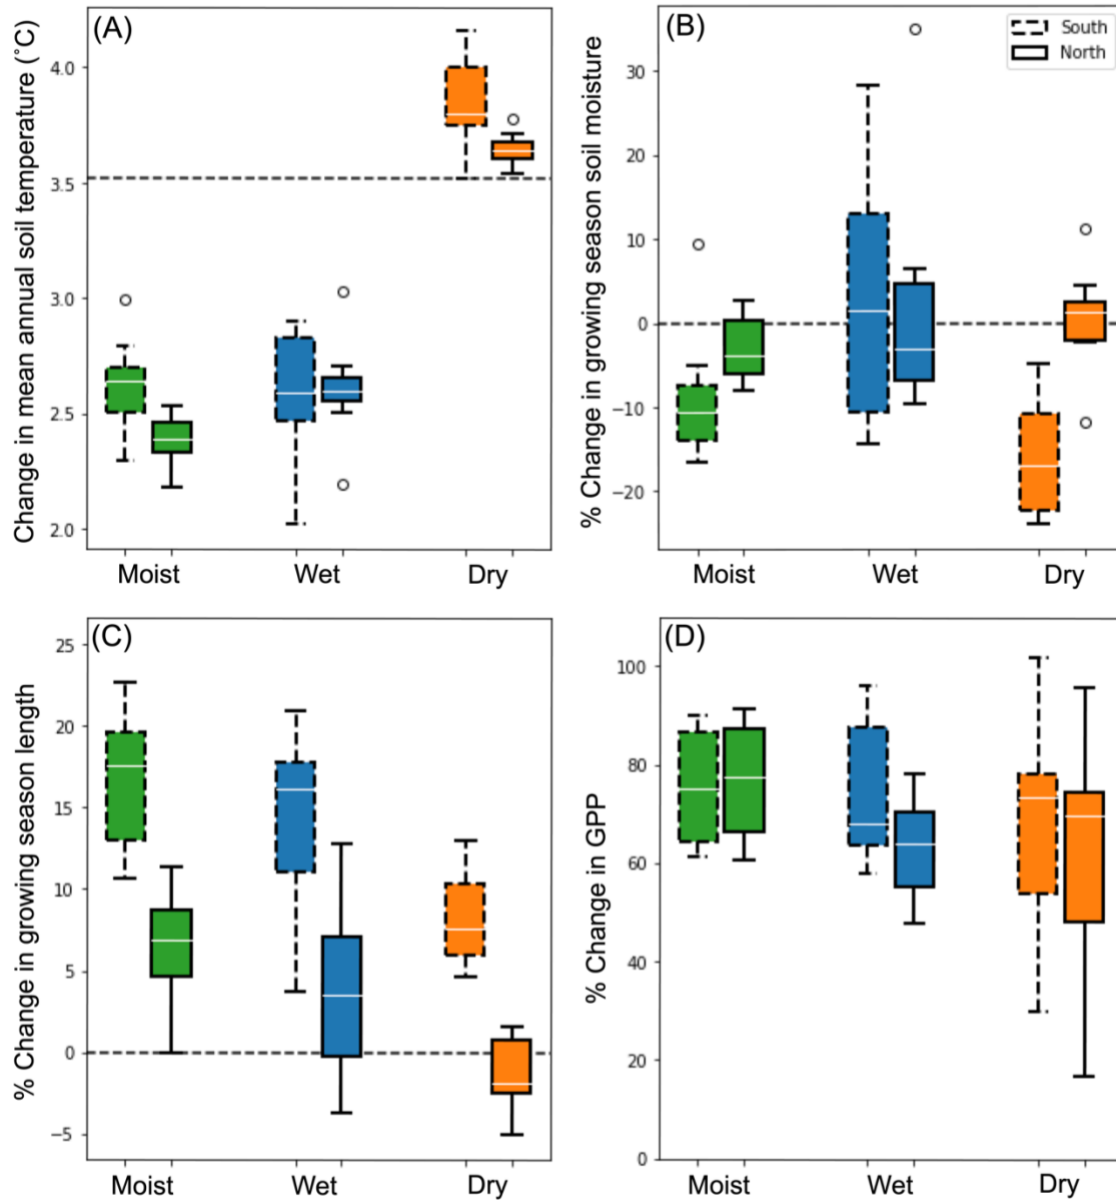 (A)
Change in mean annual soil temperature (˚C)
4.0
3.5
3.0
2.5
2.0
Moist Wet Dry
(B)
South
North
% Change in growing season soil moisture
30
20
10
0
−10
−20
Moist Wet Dry
(C)
% Change in growing season length
25
20
15
10
5
0
−5
Moist Wet Dry
(D)
% Change in GPP
100
80
60
40
20
0
Moist Wet Dry